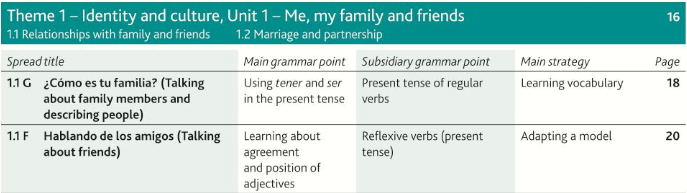 Theme 1 – Identity and culture, Unit 1 – Me, my family and friends 16
1.1 Relationships with family and friends 1.2 Marriage and partnership
Spread title Main grammar point Subsidiary grammar point Main strategy Page
1.1 G ¿Cómo es tu familia? (Talking about family members and describing people) Using tener and ser in the present tense Present tense of regular verbs Learning vocabulary 18
1.1 F Hablando de los amigos (Talking about friends) Learning about agreement and position of adjectives Reflexive verbs (present tense) Adapting a model 20